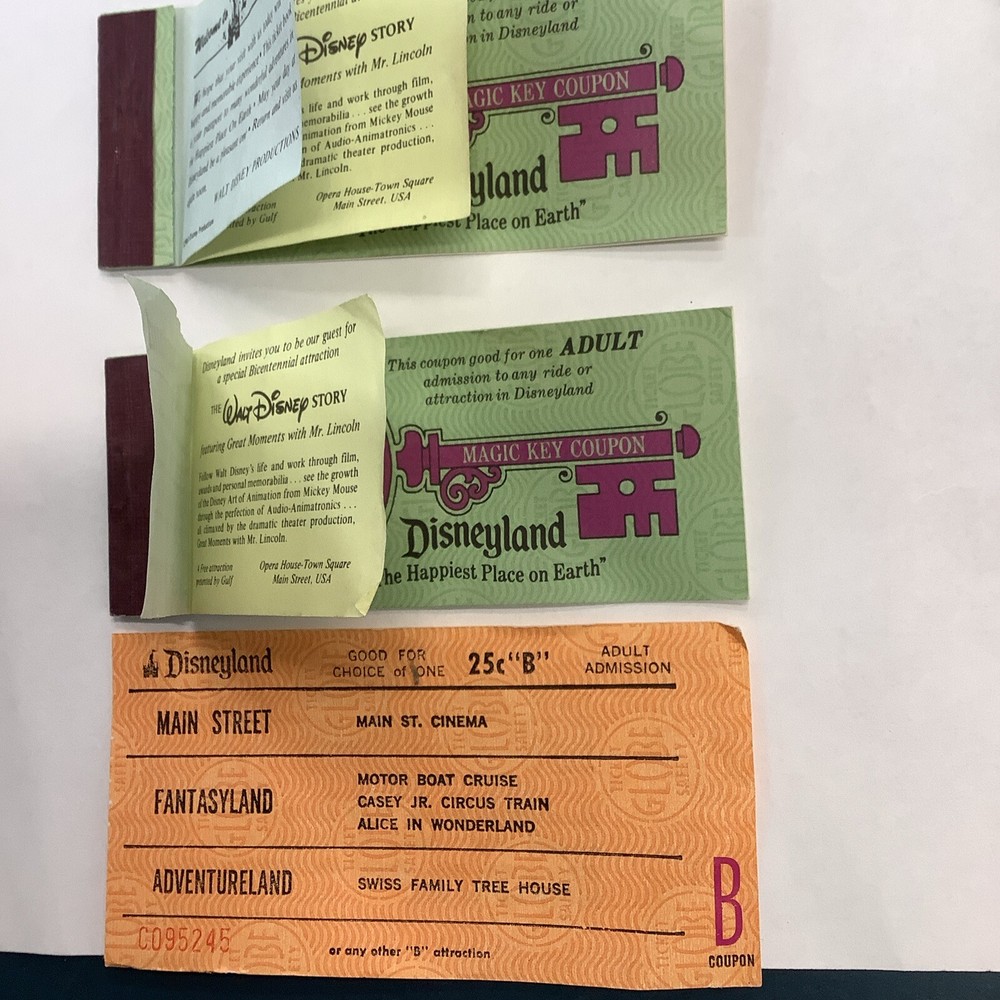 Welcome to
WALT DISNEY PRODUCTIONS
Bicentennial attraction
DISNEY STORY
Moments with Mr. Lincoln
life and work through film,
memorabilia . . . see the growth
Animation from Mickey Mouse
of Audio-Animatronics . . .
dramatic theater production,
Mr. Lincoln.
Opera House-Town Square
Main Street, USA
by Gulf
to any ride or
in Disneyland
MAGIC KEY COUPON
Disneyland
The Happiest Place on Earth"
Disneyland invites you to be our guest for
a special Bicentennial attraction
THE WALT DISNEY STORY
featuring Great Moments with Mr. Lincoln
Follow Walt Disney's life and work through film,
awards and personal memorabilia . . . see the growth
of the Disney Art of Animation from Mickey Mouse
through the perfection of Audio-Animatronics . . .
all climaxed by the dramatic theater production,
Great Moments with Mr. Lincoln.
A Free attraction
presented by Gulf
Opera House-Town Square
Main Street, USA
This coupon good for one ADULT
admission to any ride or
attraction in Disneyland
MAGIC KEY COUPON
Disneyland
The Happiest Place on Earth"
Disneyland
GOOD FOR
CHOICE of ONE
25c "B"
ADULT
ADMISSION
MAIN STREET
MAIN ST. CINEMA
FANTASYLAND
MOTOR BOAT CRUISE
CASEY JR. CIRCUS TRAIN
ALICE IN WONDERLAND
ADVENTURELAND
SWISS FAMILY TREE HOUSE
C095245
or any other "B" attraction
B
COUPON